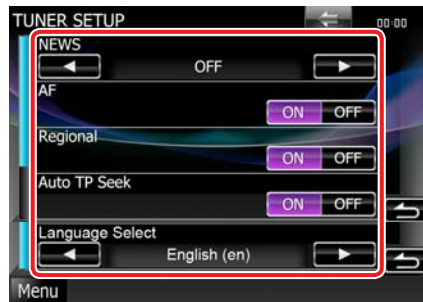 TUNER SETUP 00:00
NEWS
OFF
AF
ON OFF
Regional
ON OFF
Auto TP Seek
ON OFF
Language Select
English (en)
Menu